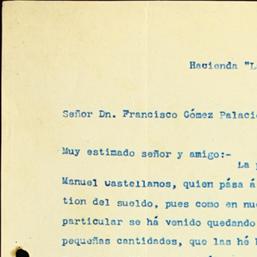 Hacienda "L
Señor Dn. Francisco Gómez Palaci
Muy estimado señor y amigo:-
La
Manuel Castellanos, quien pása á
tion del sueldo, pues como en nu
particular se há venido quedando
pequeñas cantidades, que las hé